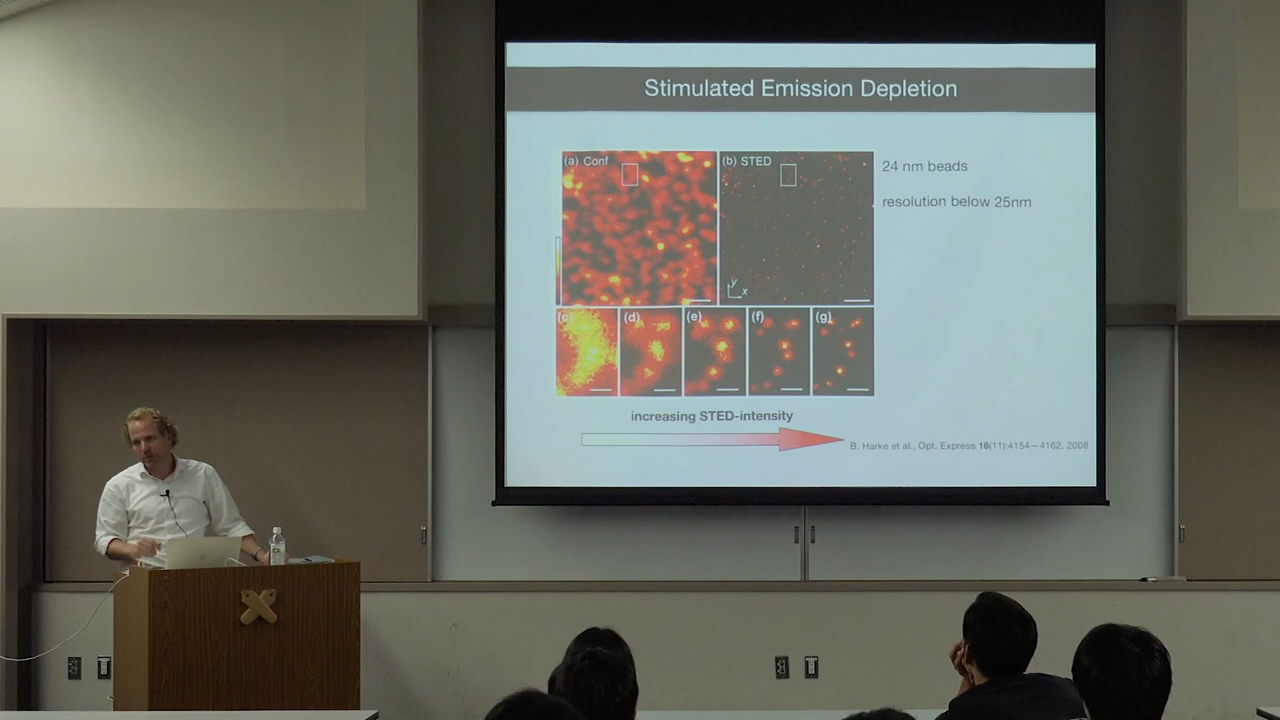 Stimulated Emission Depletion
(a) Conf
(b) STED
24 nm beads
resolution below 25nm
y
x
(c)
(d)
(e)
(f)
(g)
increasing STED-intensity
B. Harke et al., Opt. Express 16(11):4154—4162, 2008